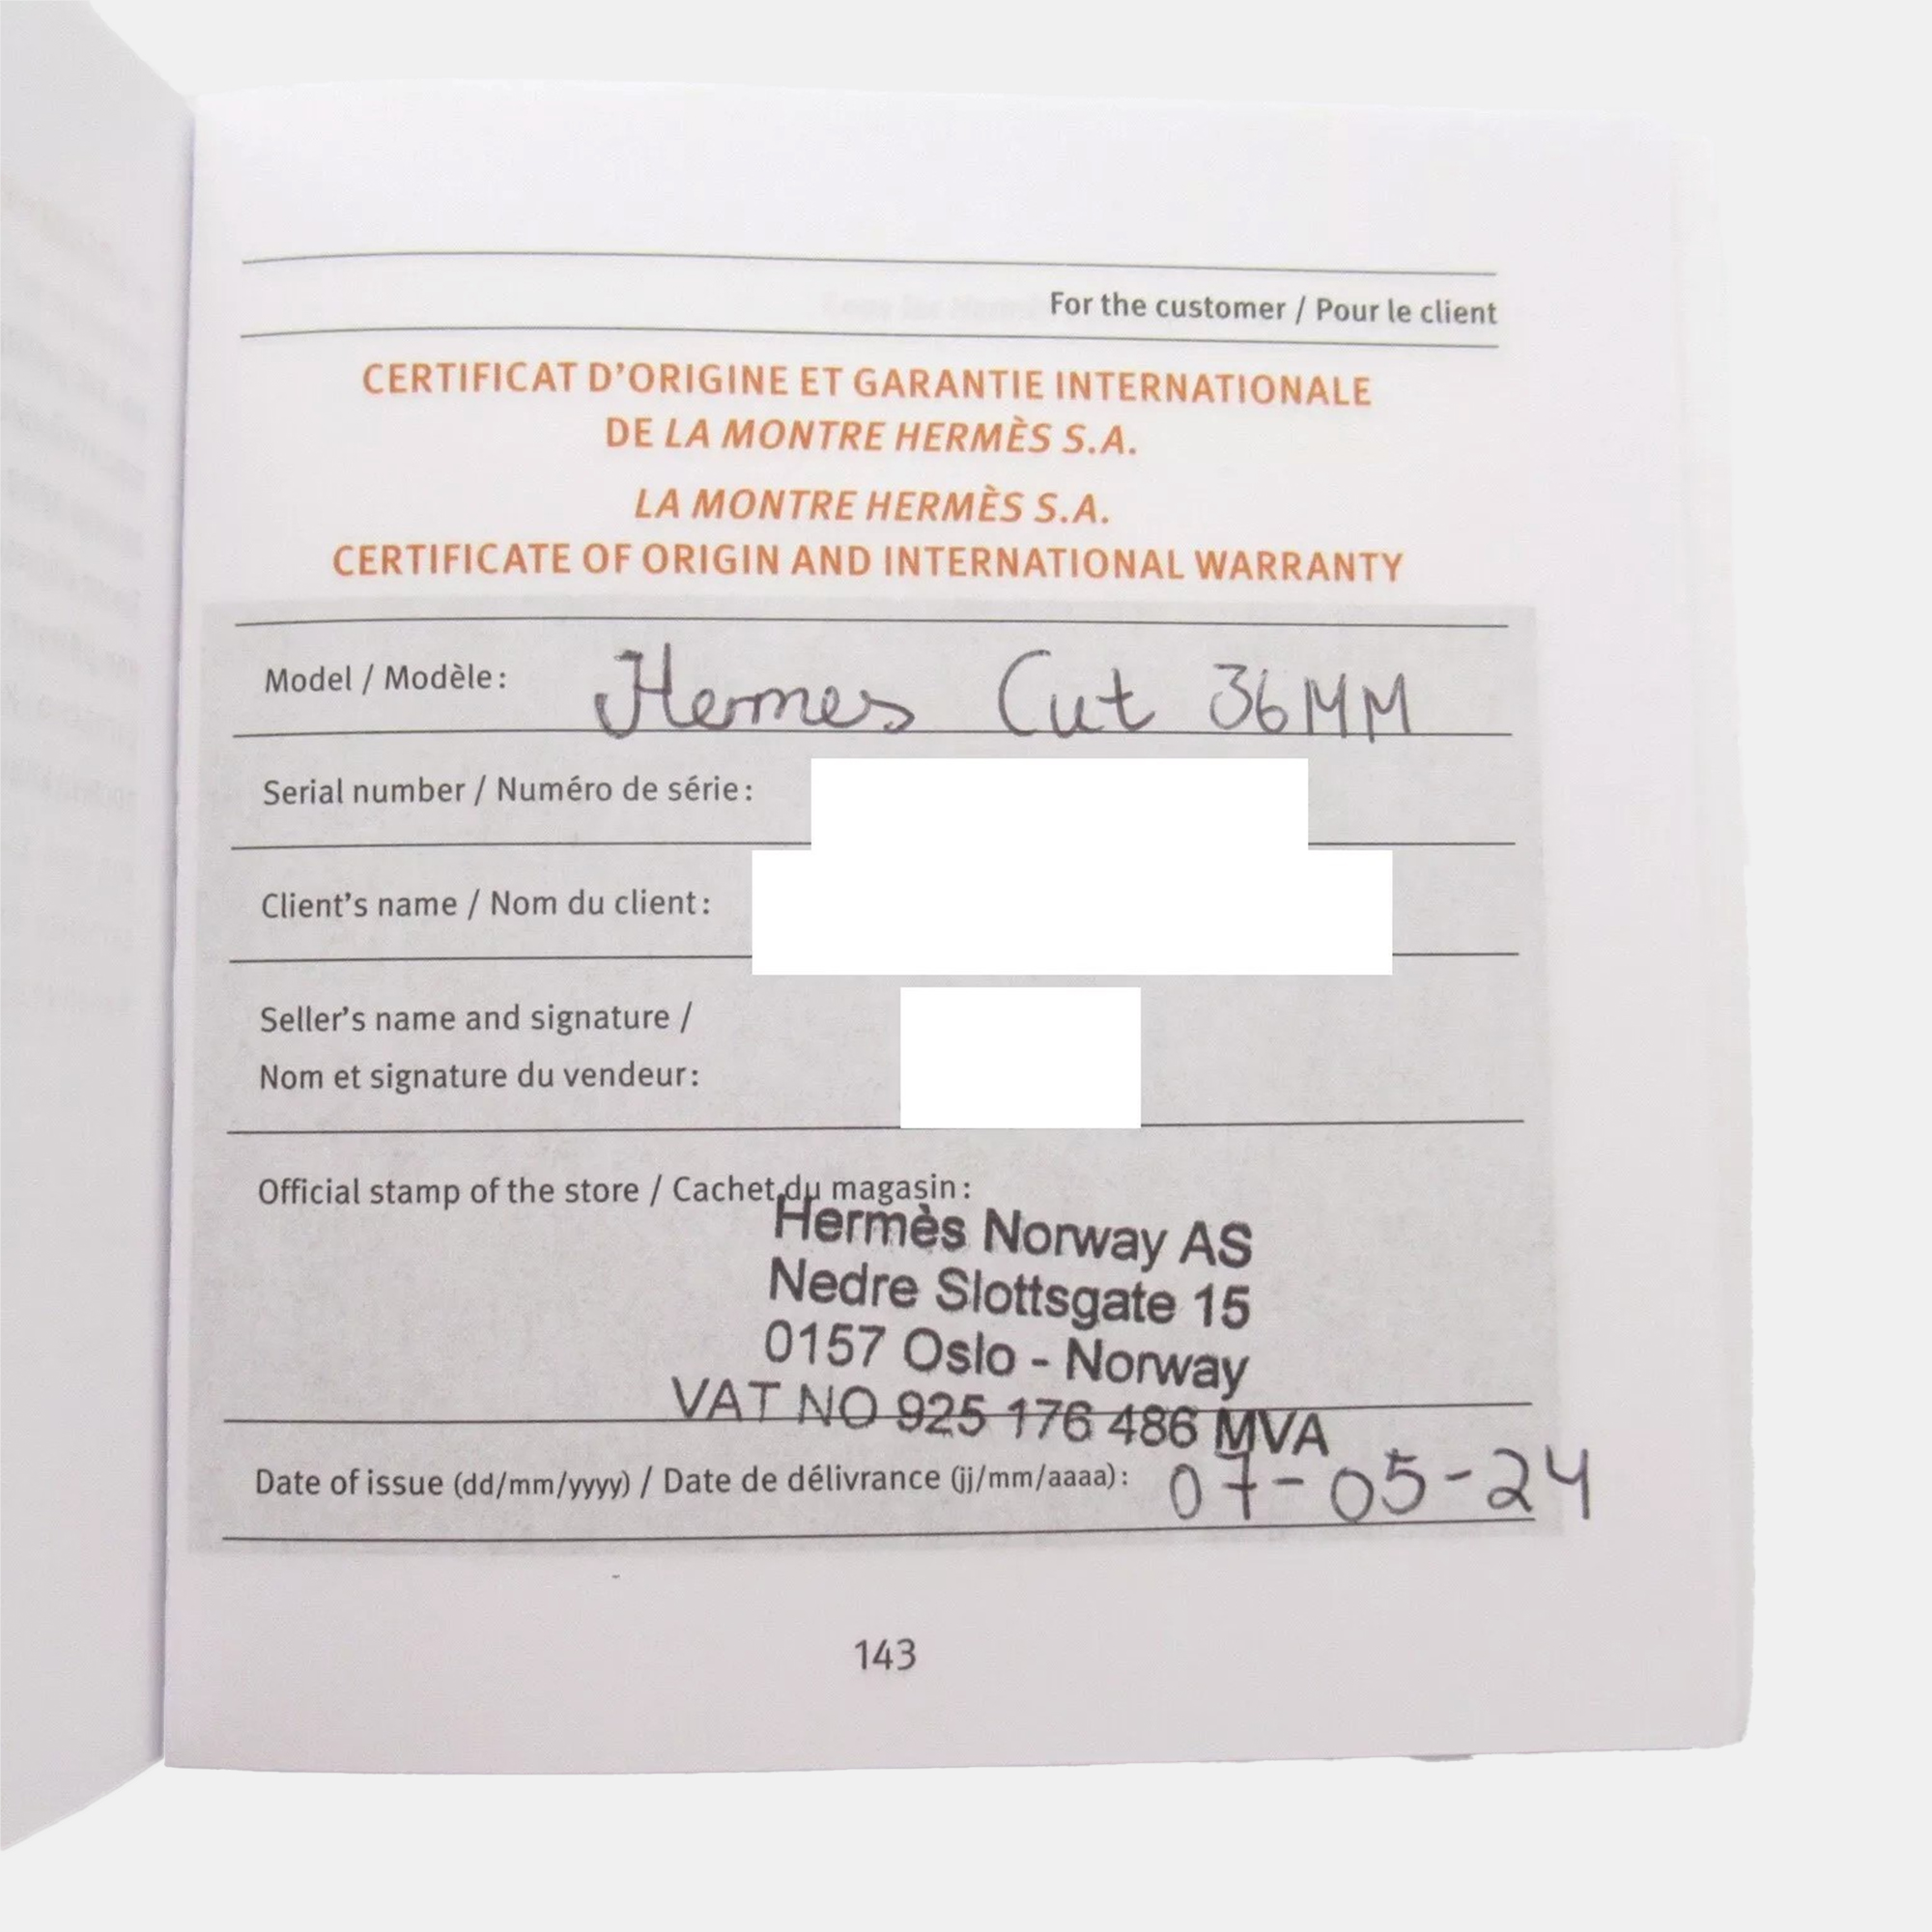 For the customer / Pour le client
CERTIFICAT D'ORIGINE ET GARANTIE INTERNATIONALE
DE LA MONTRE HERMÈS S.A.
LA MONTRE HERMÈS S.A.
CERTIFICATE OF ORIGIN AND INTERNATIONAL WARRANTY
Model / Modèle: Hermes Cut 36MM
Serial number / Numéro de série:
Client's name / Nom du client:
Seller's name and signature /
Nom et signature du vendeur:
Official stamp of the store / Cachet du magasin:
Hermès Norway AS
Nedre Slottsgate 15
0157 Oslo - Norway
VAT NO 925 176 486 MVA
Date of issue (dd/mm/yyyy) / Date de délivrance (jj/mm/aaaa): 07-05-24
143